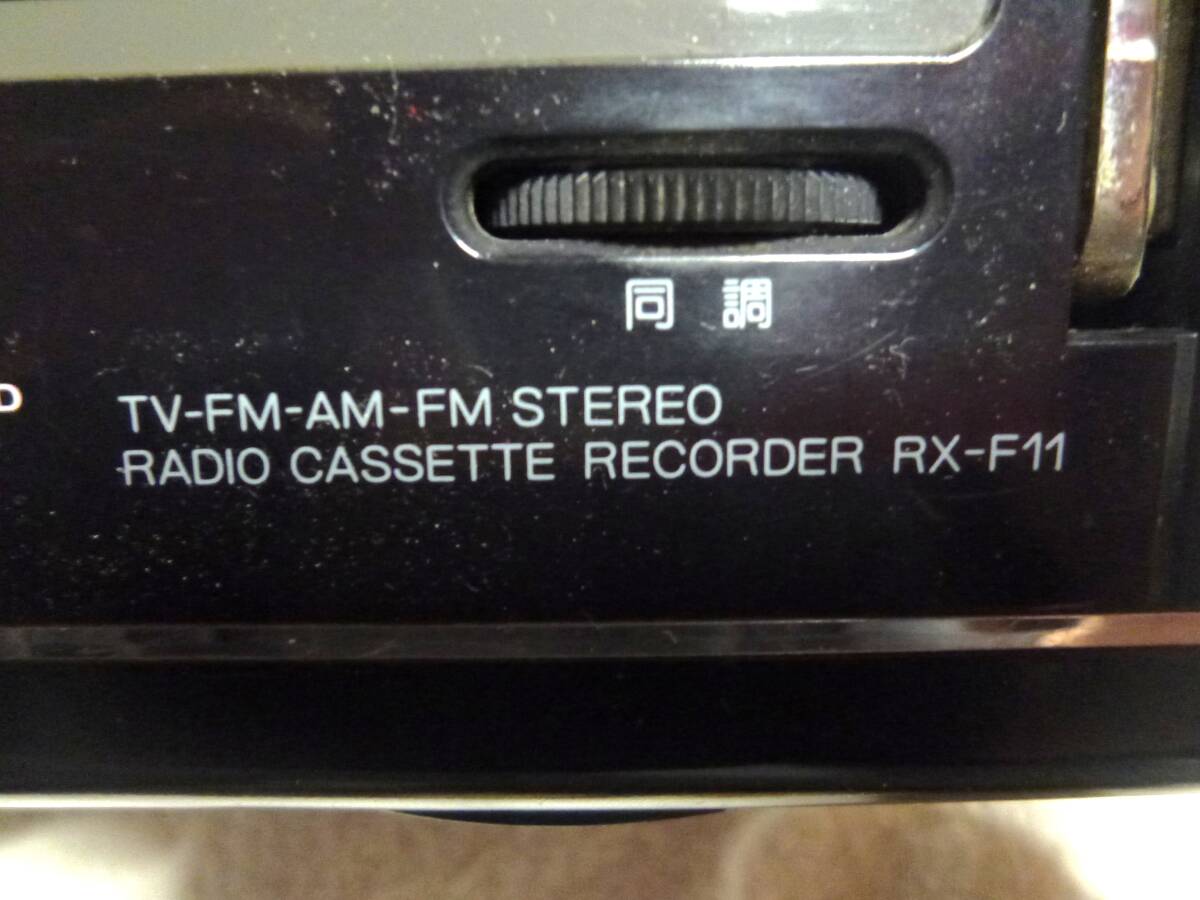 同 調
D
TV-FM-AM-FM STEREO
RADIO CASSETTE RECORDER RX-F11